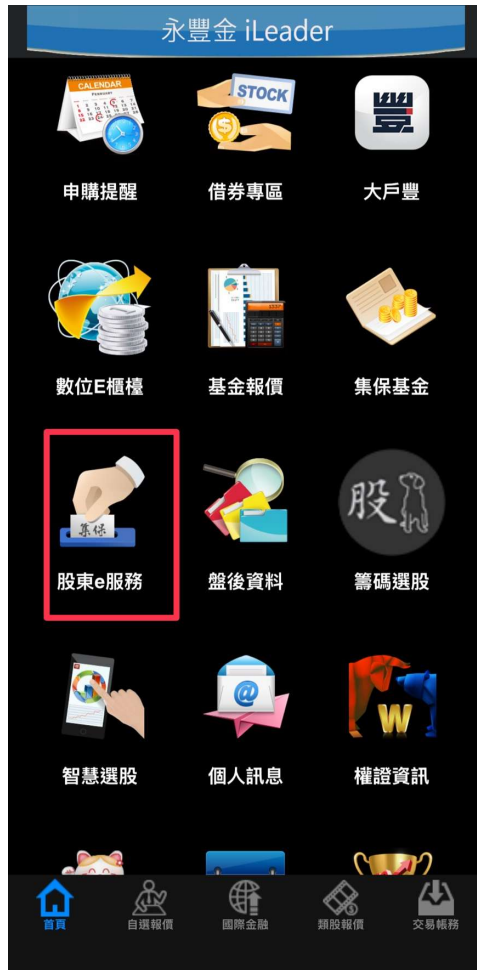 永豐金 iLeader
CALENDAR
February
STOCK
豐
申購提醒
借券專區
大戶豐
數位E櫃檯
基金報價
集保基金
集保
股
股東e服務
盤後資料
籌碼選股
@
W
智慧選股
個人訊息
權證資訊
首頁
自選報價
國際金融
類股報價
交易帳務